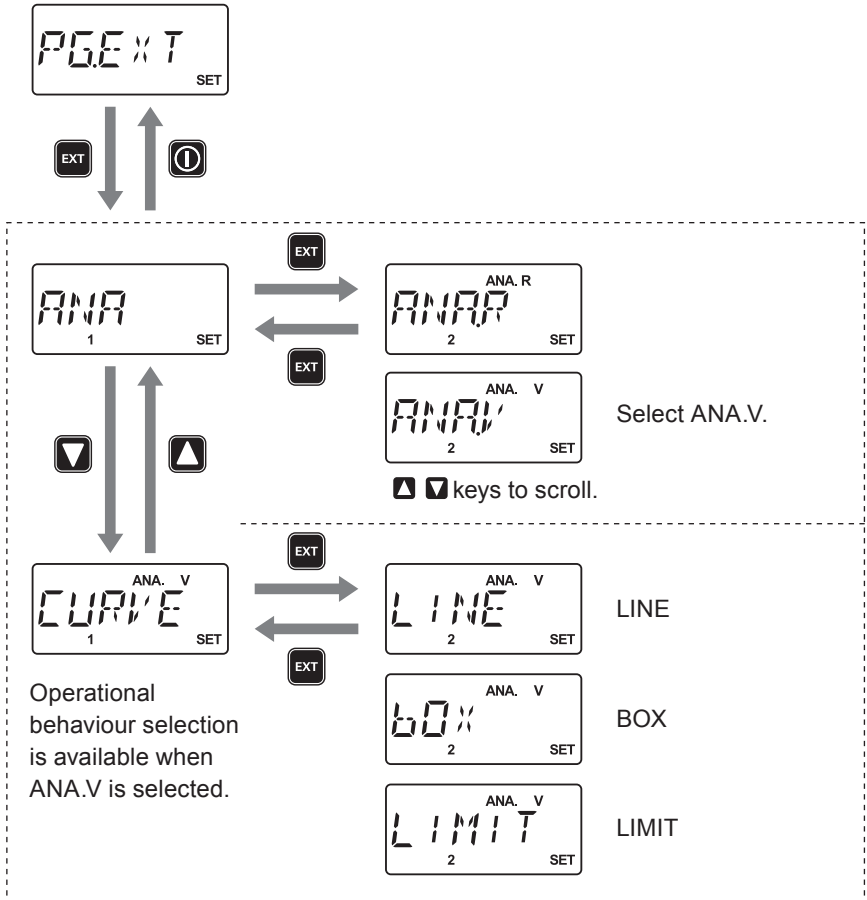 PG.EXT
SET
EXT
EXT
ANA
1
SET
ANA. R
ANA.R
2
SET
EXT
ANA. V
ANA.V
2
SET
Select ANA.V.
keys to scroll.
EXT
ANA. V
CURVE
1
SET
ANA. V
LINE
2
SET
LINE
EXT
Operational
behaviour selection
is available when
ANA.V is selected.
ANA. V
bOX
2
SET
BOX
ANA. V
LIMIT
2
SET
LIMIT